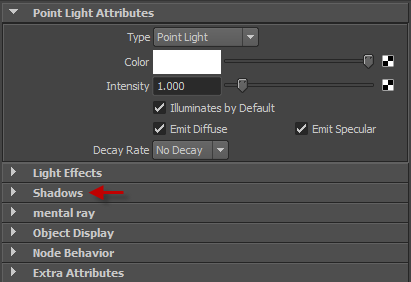 Point Light Attributes
Type Point Light
Color
Intensity 1.000
Illuminates by Default
Emit Diffuse Emit Specular
Decay Rate No Decay
Light Effects
Shadows
mental ray
Object Display
Node Behavior
Extra Attributes